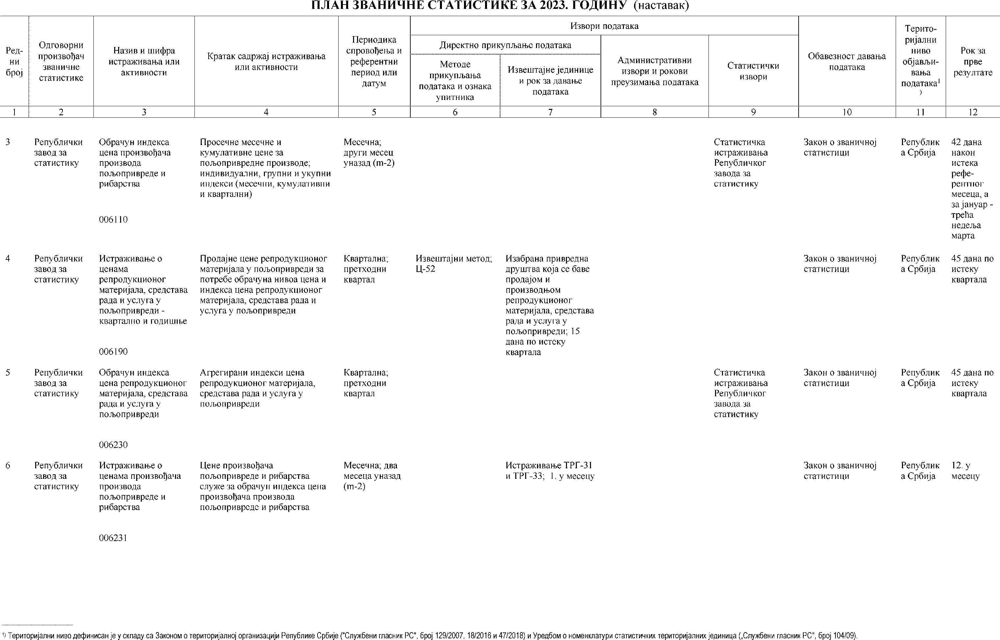 ПЛАН ЗВАНИЧНЕ СТАТИСТИКЕ ЗА 2023. ГОДИНУ (наставак)
Ред-
ни
број
Одговорни
произвођач
званичне
статистике
Назив и шифра
истраживања или
активности
Кратак садржај истраживања
или активности
Периодика
спровођења и
референтни
период или
датум
Извори података
Директно прикупљање података
Методе
прикупљања
података и ознака
упитника
Извештајне јединице
и рок за давање
података
Административни
извори и рокови
преузимања података
Статистички
извори
Обавезност давања
података
Терито-
ријални
ниво
објављи-
вања
података1
)
Рок за
прве
резултате
1 2 3 4 5 6 7 8 9 10 11 12
3
Републички
завод за
статистику
Обрачун индекса
цена произвођача
производа
пољопривреде и
рибарства
006110
Просечне месечне и
кумулативне цене за
пољопривредне производе;
индивидуални, групни и укупни
индекси (месечни, кумулативни
и квартални)
Месечна;
други месец
уназад (m-2)
Статистичка
истраживања
Републичког
завода за
статистику
Закон о званичној
статистици
Републик
а Србија
42 дана
након
истека
рефе-
рентног
месеца, а
за јануар -
трећа
недеља
марта
4
Републички
завод за
статистику
Истраживање о
ценама
репродукционог
материјала, средстава
рада и услуга у
пољопривреди -
квартално и годишње
006190
Продајне цене репродукционог
материјала у пољопривреди за
потребе обрачуна нивоа цена и
индекса цена репродукционог
материјала, средстава рада и
услуга у пољопривреди
Квартална;
претходни
квартал
Извештајни метод;
Ц-52
Изабрана привредна
друштва која се баве
продајом и
производњом
репродукционог
материјала, средстава
рада и услуга у
пољопривреди; 15
дана по истеку
квартала
Закон о званичној
статистици
Републик
а Србија
45 дана по
истеку
квартала
5
Републички
завод за
статистику
Обрачун индекса
цена репродукционог
материјала, средстава
рада и услуга у
пољопривреди
006230
Агрегирани индекси цена
репродукционог материјала,
средстава рада и услуга у
пољопривреди
Квартална;
претходни
квартал
Статистичка
истраживања
Републичког
завода за
статистику
Закон о званичној
статистици
Републик
а Србија
45 дана по
истеку
квартала
6
Републички
завод за
статистику
Истраживање о
ценама произвођача
производа
пољопривреде и
рибарства
006231
Цене произвођача
пољопривреде и рибарства
служе за обрачун индекса цена
произвођача производа
пољопривреде и рибарства
Месечна; два
месеца уназад
(m-2)
Истраживање ТРГ-31
и ТРГ-33; 1. у месецу
Закон о званичној
статистици
Републик
а Србија
12. у
месецу
1) Територијални ниво дефинисан је у складу са Законом о територијалној организацији Републике Србије ("Службени гласник РС", број 129/2007, 18/2016 и 47/2018) и Уредбом о номенклатури статистичких територијалних јединица („Службени гласник РС", број 104/09).